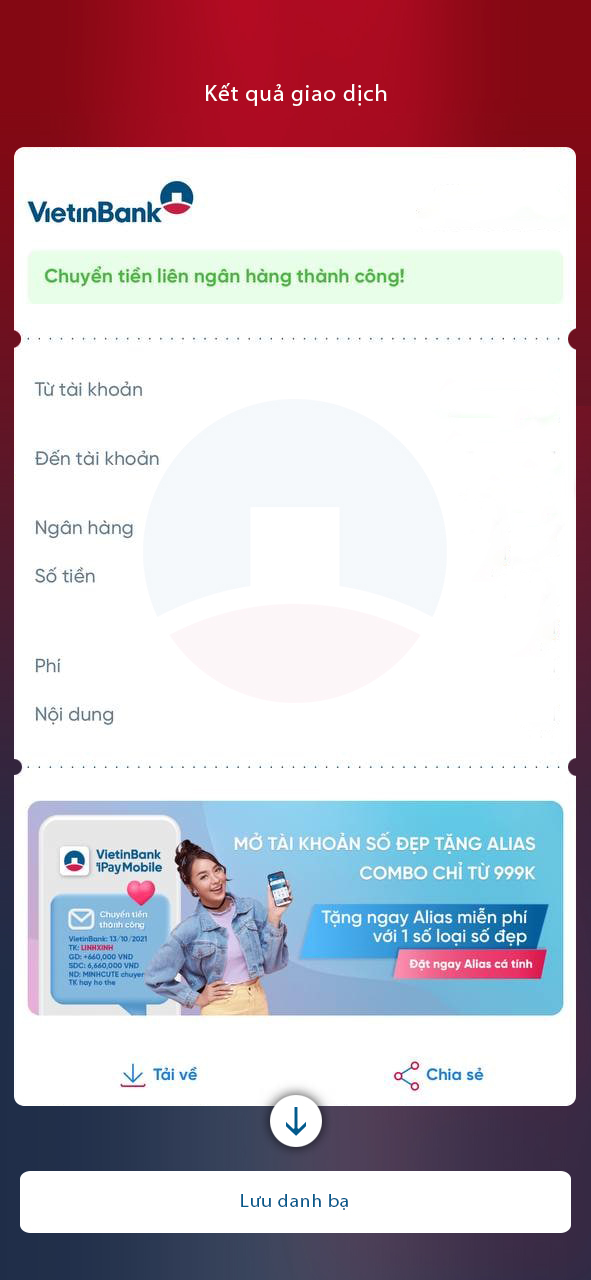 Kết quả giao dịch
VietinBank
Chuyển tiền liên ngân hàng thành công!
Từ tài khoản
Đến tài khoản
Ngân hàng
Số tiền
Phí
Nội dung
VietinBank
iPay Mobile
Chuyển tiền
thành công
VietinBank: 13/10/2021
TK: LINHXINH
GD: +660,000 VND
SDC: 6,660,000 VND
ND: MINHCUTE chuyen
TK hay ho the
MỞ TÀI KHOẢN SỐ ĐẸP TẶNG ALIAS
COMBO CHỈ TỪ 999K
Tặng ngay Alias miễn phí
với 1 số loại số đẹp
Đặt ngay Alias cá tính
Tải về
Chia sẻ
Lưu danh bạ